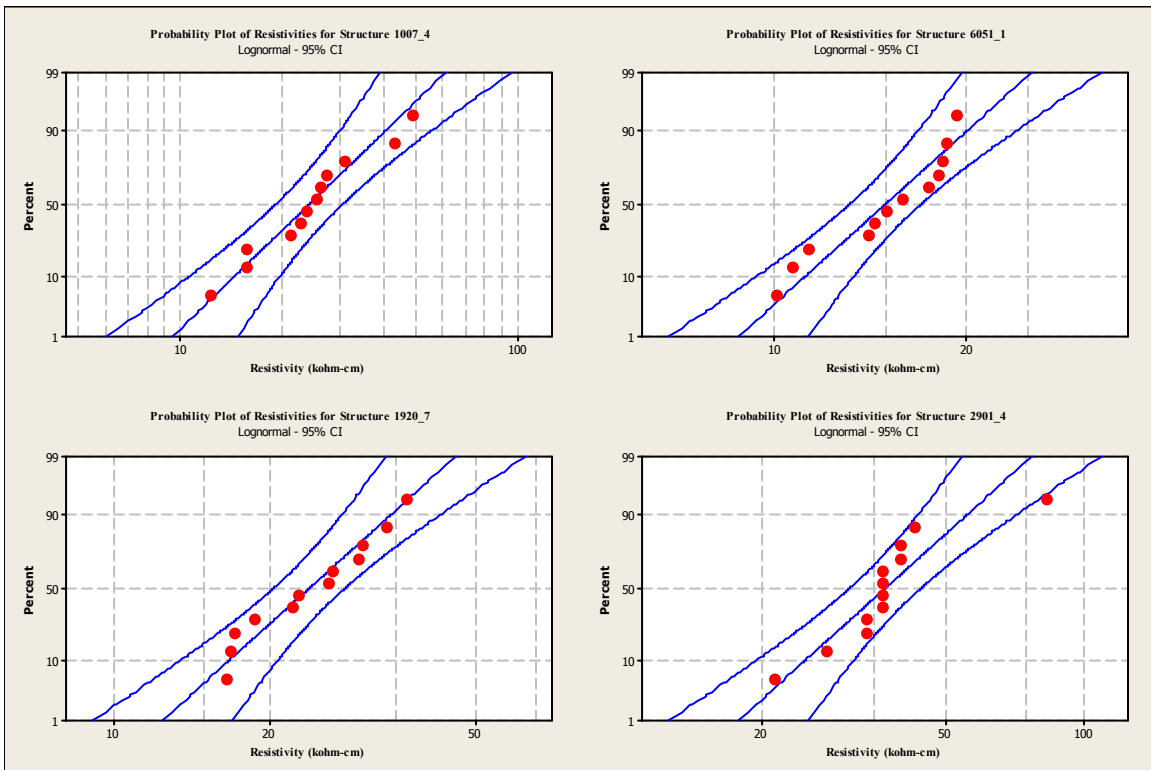 Probability Plot of Resistivities for Structure 1007_4
Lognormal - 95% CI
99
90
50
10
1
Percent
10
100
Resistivity (kohm-cm)
Probability Plot of Resistivities for Structure 6051_1
Lognormal - 95% CI
99
90
50
10
1
Percent
10
20
Resistivity (kohm-cm)
Probability Plot of Resistivities for Structure 1920_7
Lognormal - 95% CI
99
90
50
10
1
Percent
10
20
50
Resistivity (kohm-cm)
Probability Plot of Resistivities for Structure 2901_4
Lognormal - 95% CI
99
90
50
10
1
Percent
20
50
100
Resistivity (kohm-cm)